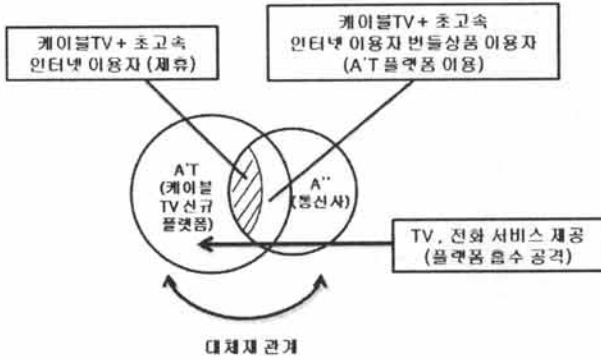 케이블TV + 초고속
인터넷 이용자 (제휴)
케이블TV + 초고속
인터넷 이용자 번들상품 이용자
(A'T 플랫폼 이용)
A'T
(케이블
TV 신규
플랫폼)
A''
(통신사)
TV, 전화 서비스 제공
(플랫폼 흡수 공격)
대체재 관계